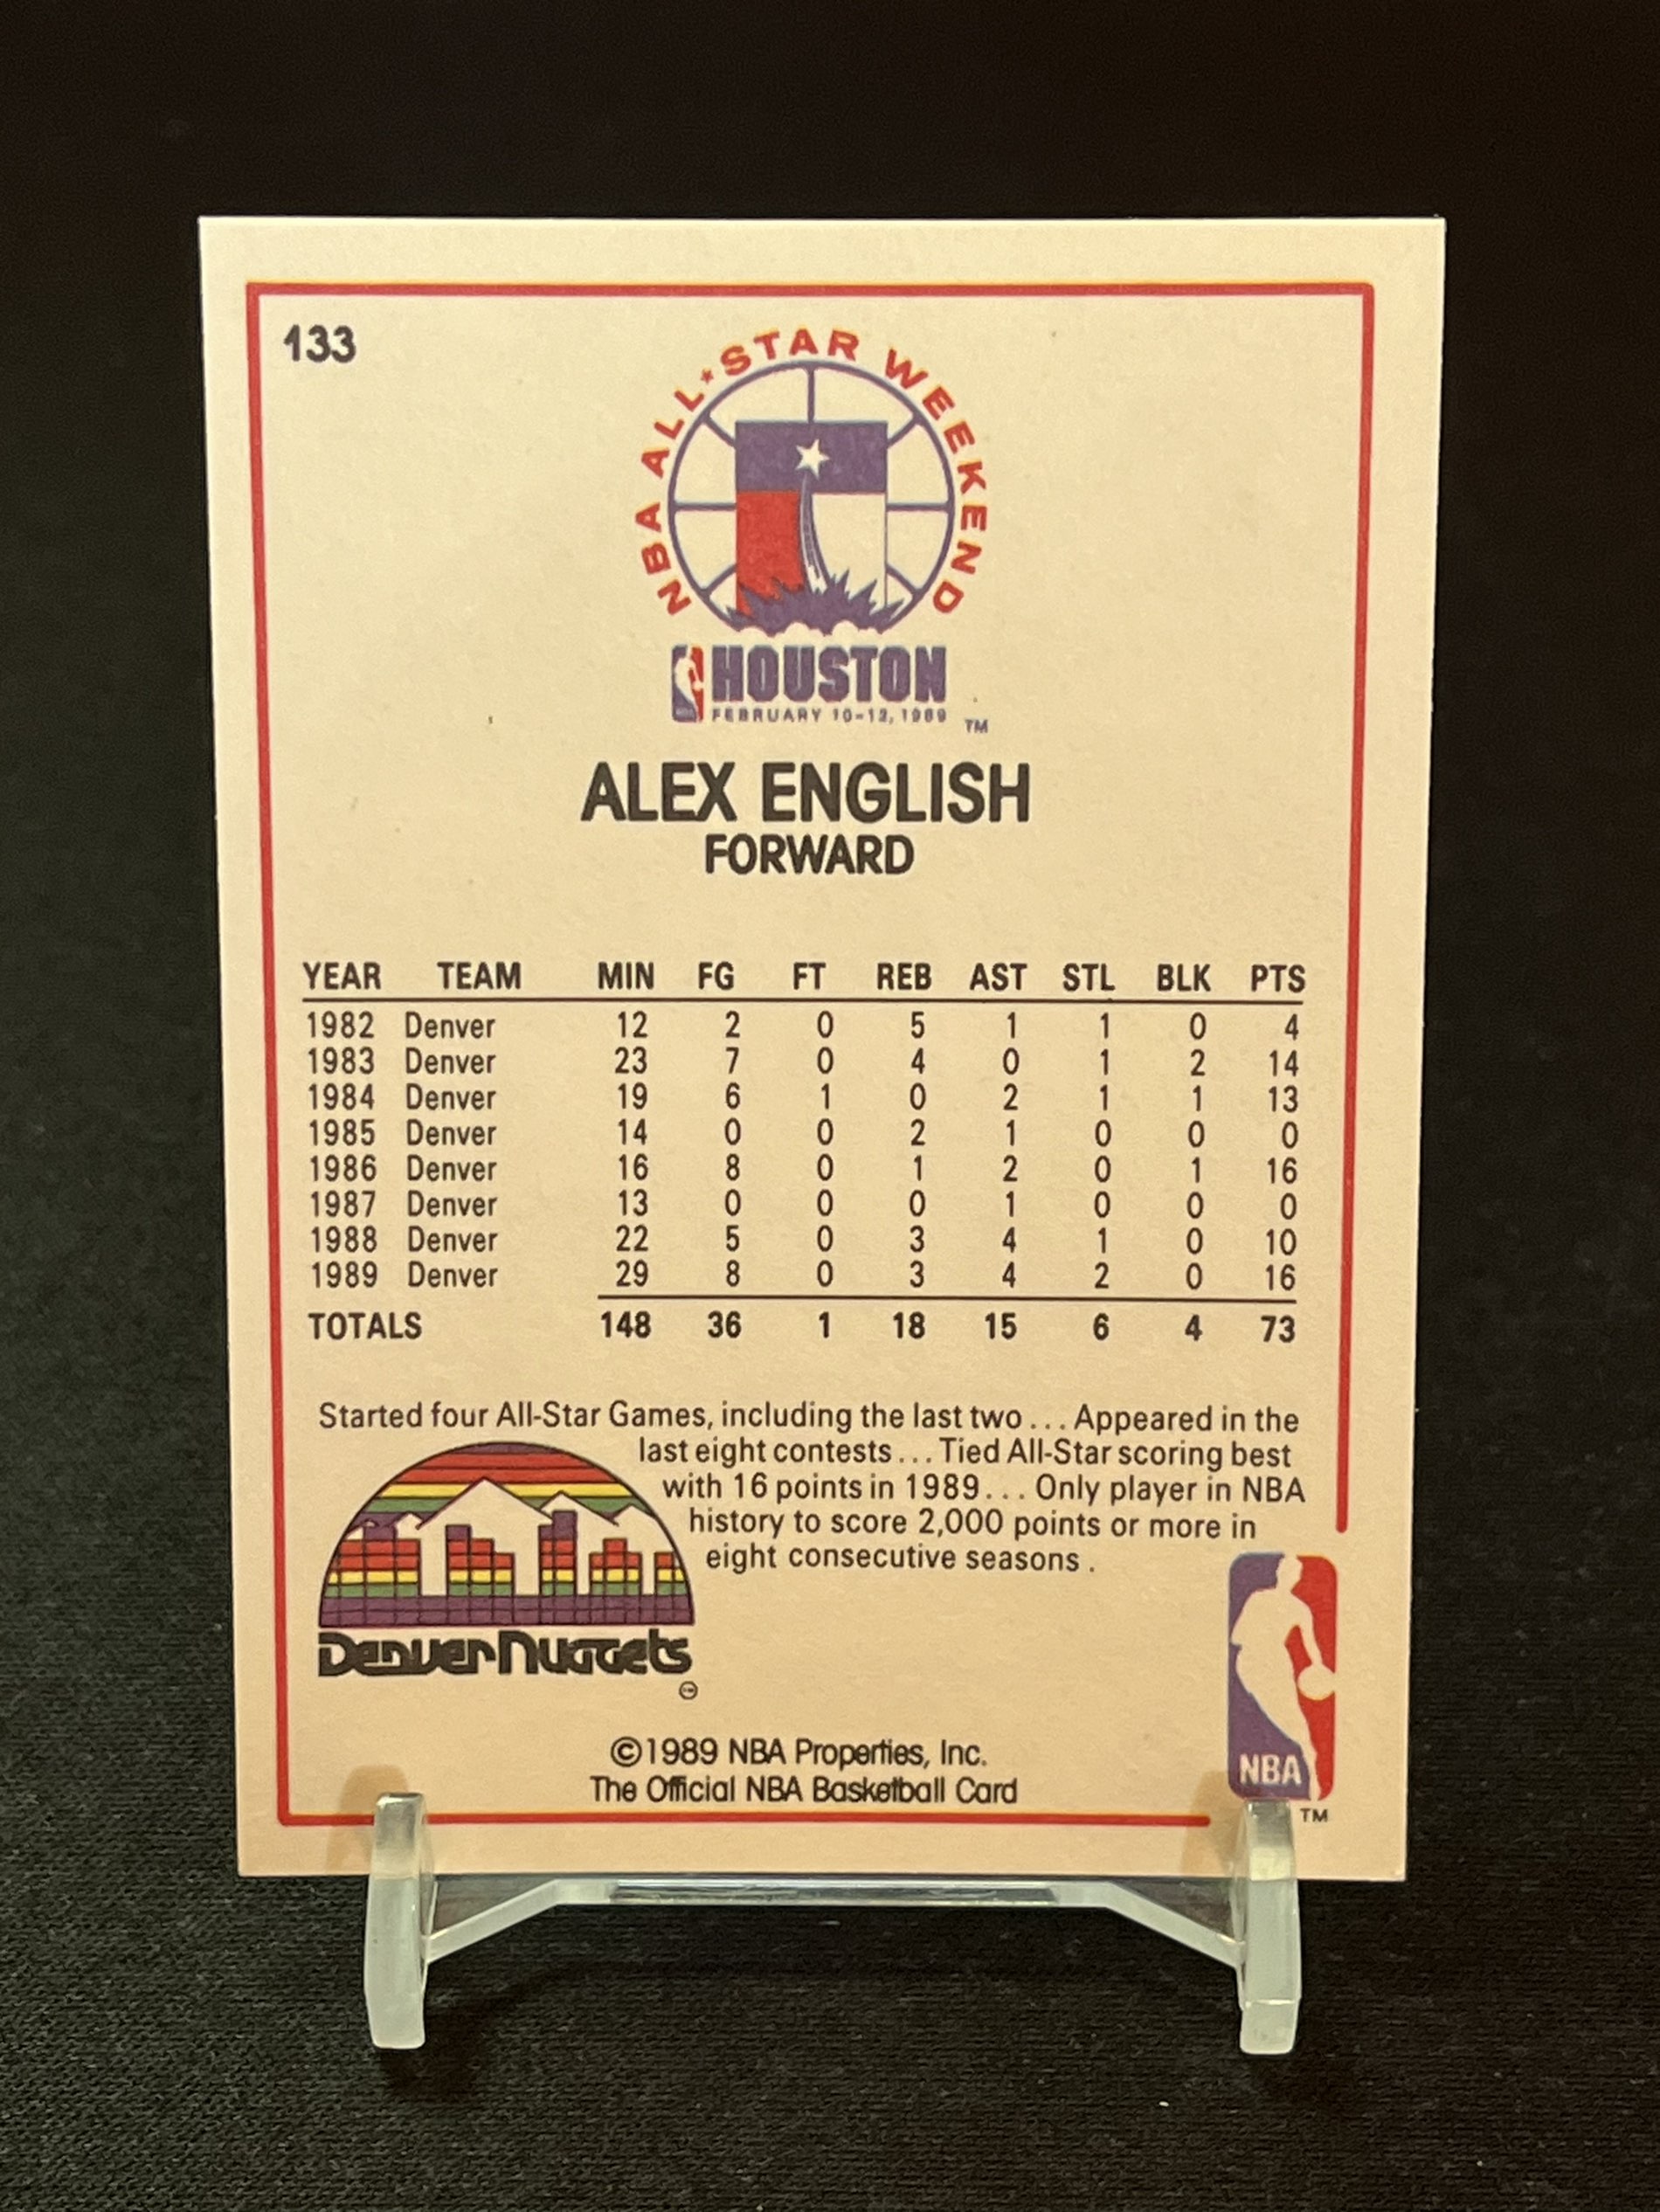 133
NBA ALL★STAR WEEKEND
HOUSTON
FEBRUARY 10-12, 1989 TM
ALEX ENGLISH
FORWARD
YEAR TEAM MIN FG FT REB AST STL BLK PTS
1982 Denver 12 2 0 5 1 1 0 4
1983 Denver 23 7 0 4 0 1 2 14
1984 Denver 19 6 1 0 2 1 1 13
1985 Denver 14 0 0 2 1 0 0 0
1986 Denver 16 8 0 1 2 0 1 16
1987 Denver 13 0 0 0 1 0 0 0
1988 Denver 22 5 0 3 4 1 0 10
1989 Denver 29 8 0 3 4 2 0 16
TOTALS 148 36 1 18 15 6 4 73
Started four All-Star Games, including the last two... Appeared in the
last eight contests... Tied All-Star scoring best
with 16 points in 1989... Only player in NBA
history to score 2,000 points or more in
eight consecutive seasons.
Denver Nuggets
NBA
TM
©1989 NBA Properties, Inc.
The Official NBA Basketball Card